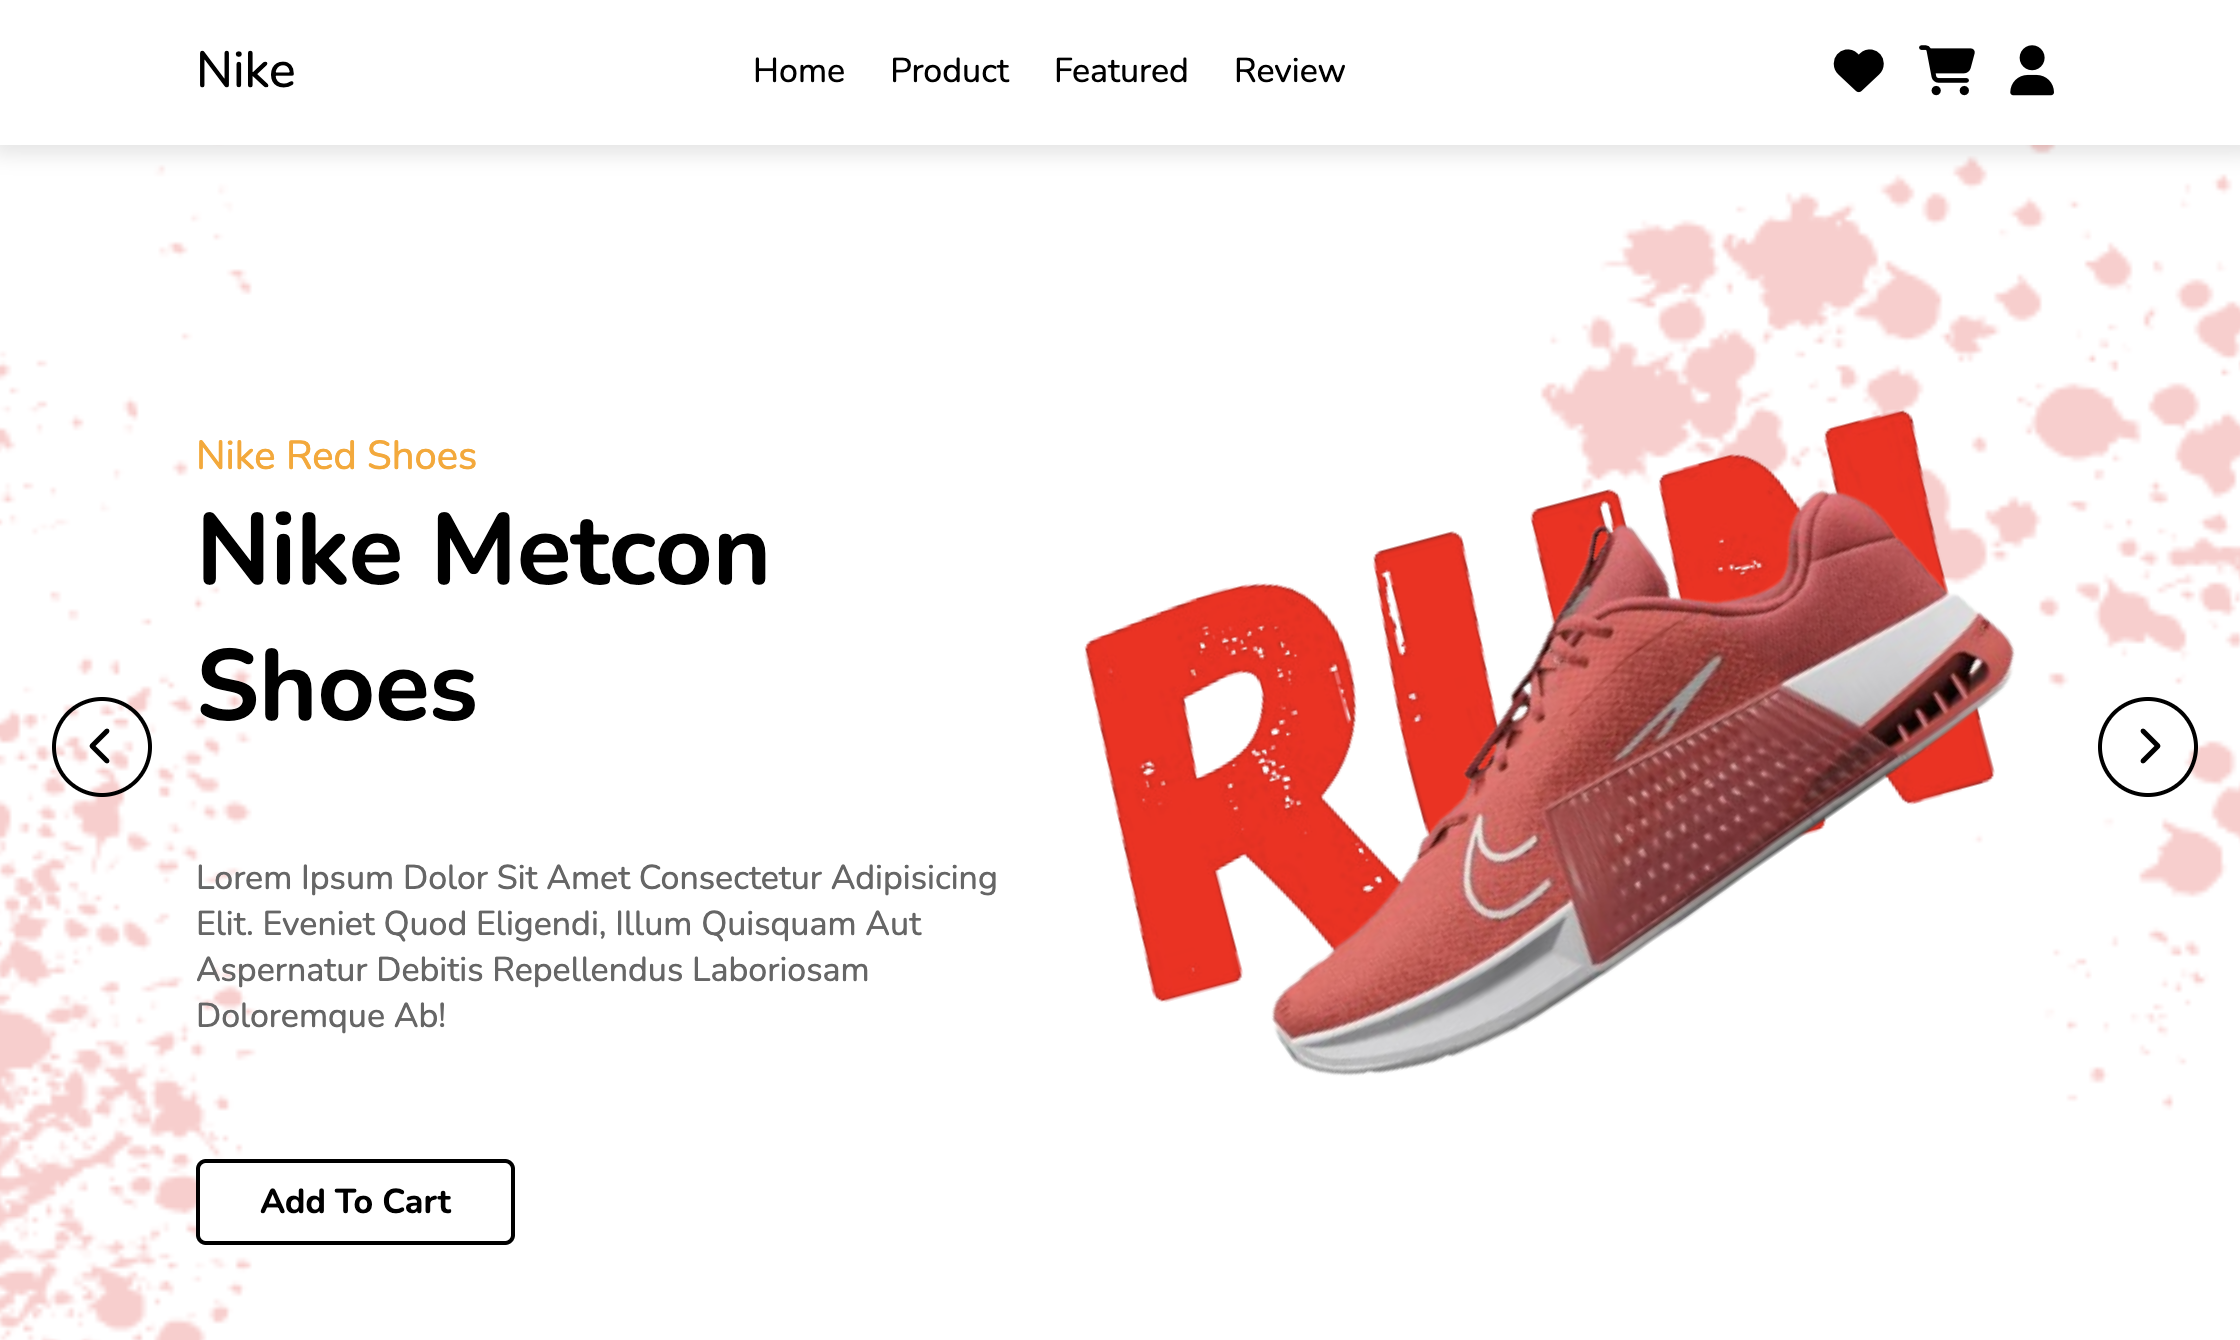 Nike
Home Product Featured Review
Nike Red Shoes
Nike Metcon
Shoes
RUN
Lorem Ipsum Dolor Sit Amet Consectetur Adipisicing
Elit. Eveniet Quod Eligendi, Illum Quisquam Aut
Aspernatur Debitis Repellendus Laboriosam
Doloremque Ab!
Add To Cart